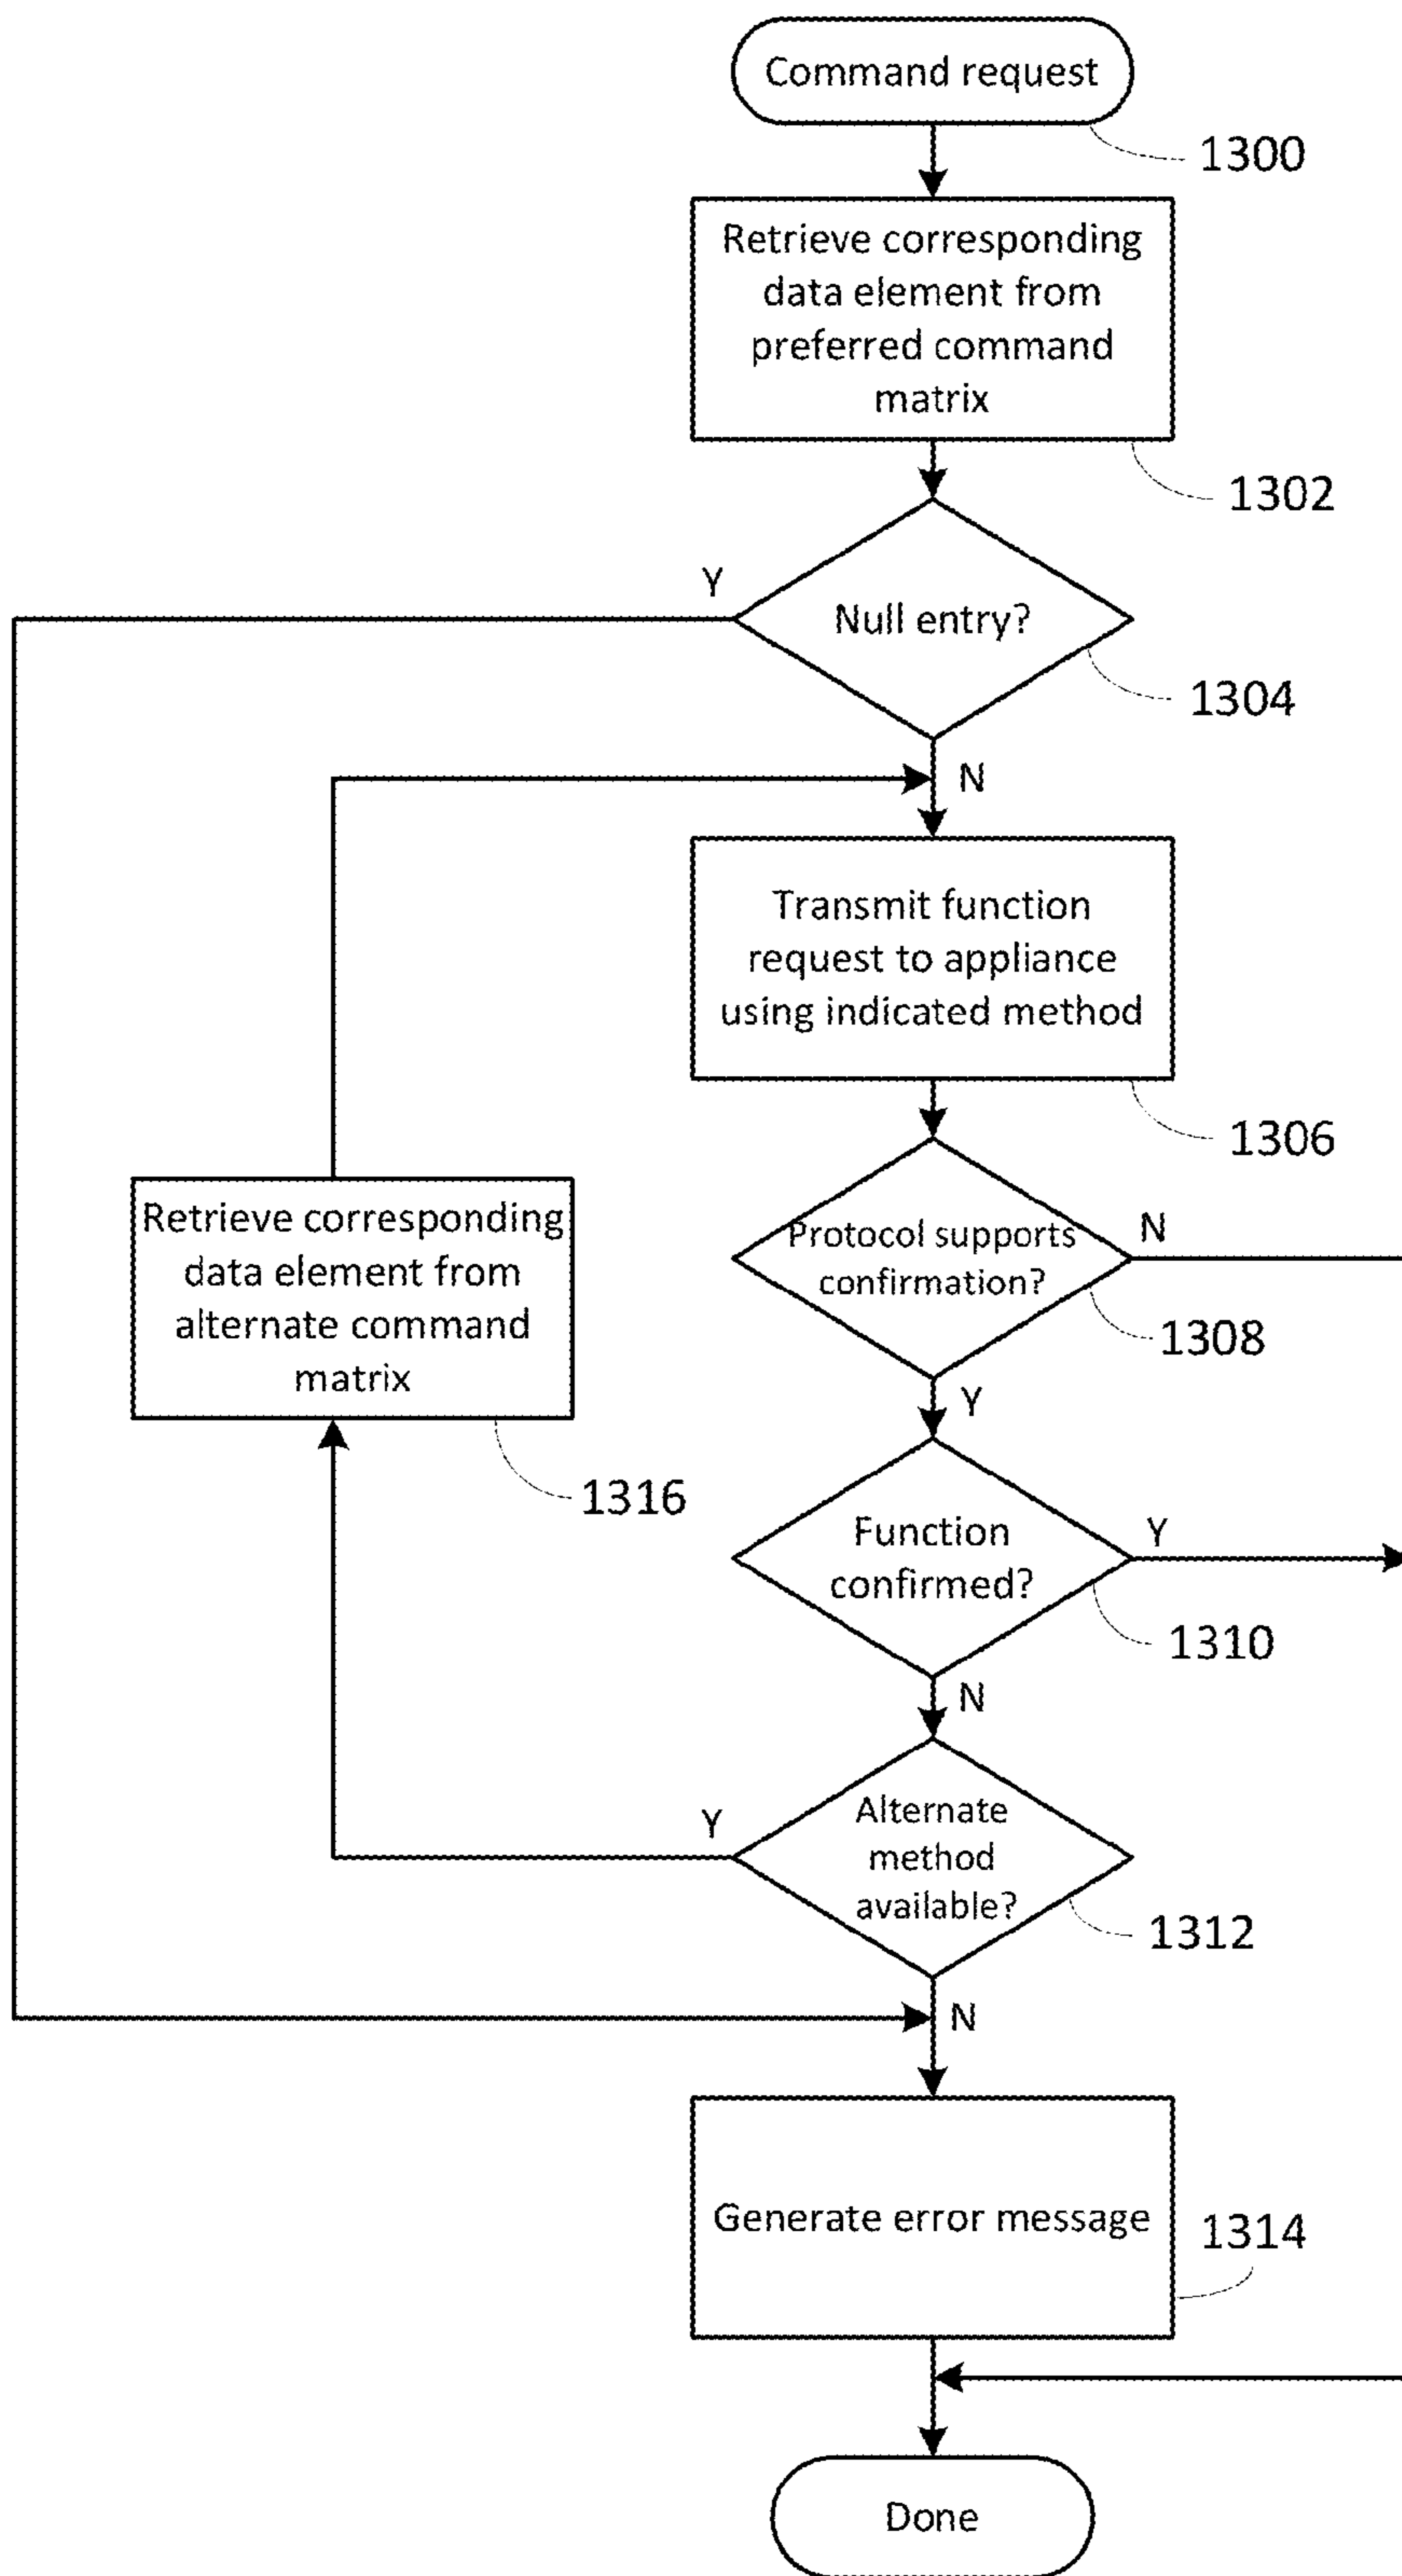 Command request
1300
Retrieve corresponding
data element from
preferred command
matrix
1302
Y
Null entry?
1304
N
Transmit function
request to appliance
using indicated method
1306
Protocol supports
confirmation?
N
1308
Y
Retrieve corresponding
data element from
alternate command
matrix
1316
Function
confirmed?
Y
1310
N
Y
Alternate
method
available?
1312
N
Generate error message
1314
Done